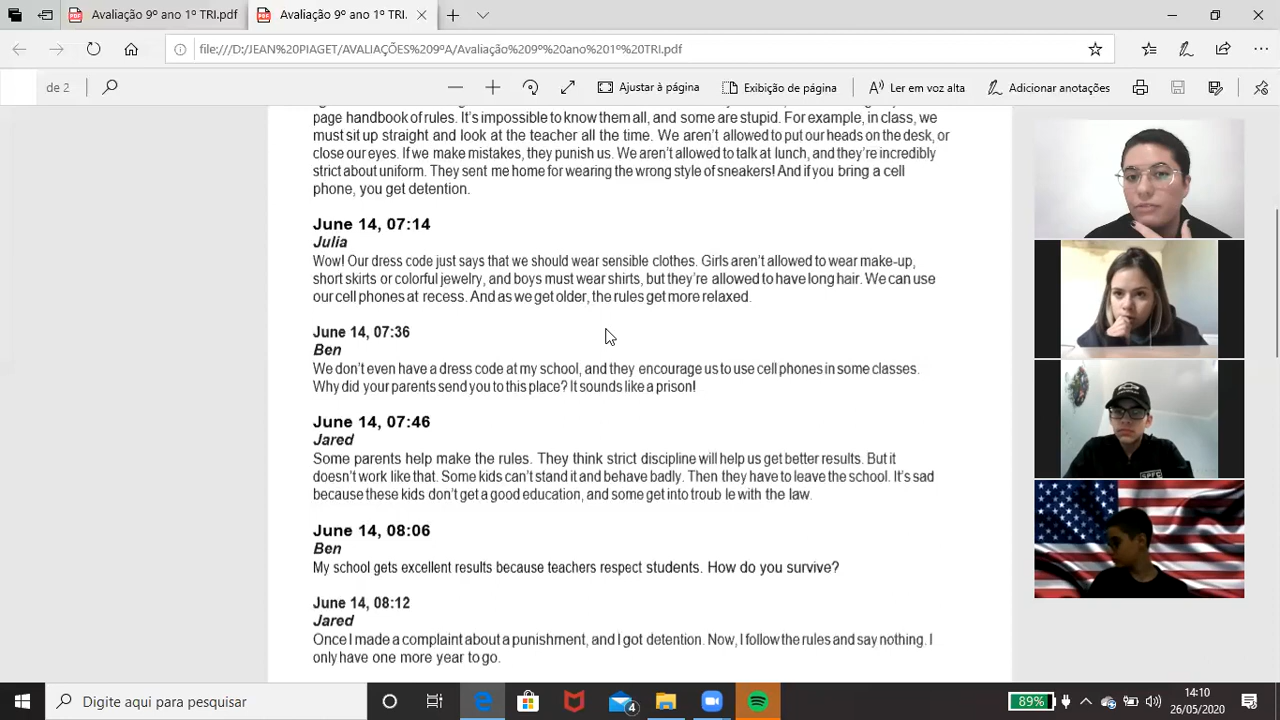 Avaliação 9º ano 1º TRI.pdf
Avaliação 9º ano 1º TRI.
file:///D:/JEAN%20PIAGET/AVALIAÇÕES%209ºA/Avaliação%209º%20ano%201º%20TRI.pdf
de 2
Ajustar à página
Exibição de página
Ler em voz alta
Adicionar anotações
page handbook of rules. It's impossible to know them all, and some are stupid. For example, in class, we
must sit up straight and look at the teacher all the time. We aren't allowed to put our heads on the desk, or
close our eyes. If we make mistakes, they punish us. We aren't allowed to talk at lunch, and they're incredibly
strict about uniform. They sent me home for wearing the wrong style of sneakers! And if you bring a cell
phone, you get detention.
June 14, 07:14
Julia
Wow! Our dress code just says that we should wear sensible clothes. Girls aren't allowed to wear make-up,
short skirts or colorful jewelry, and boys must wear shirts, but they're allowed to have long hair. We can use
our cell phones at recess. And as we get older, the rules get more relaxed.
June 14, 07:36
Ben
We don't even have a dress code at my school, and they encourage us to use cell phones in some classes.
Why did your parents send you to this place? It sounds like a prison!
June 14, 07:46
Jared
Some parents help make the rules. They think strict discipline will help us get better results. But it
doesn't work like that. Some kids can't stand it and behave badly. Then they have to leave the school. It's sad
because these kids don't get a good education, and some get into troub le with the law.
June 14, 08:06
Ben
My school gets excellent results because teachers respect students. How do you survive?
June 14, 08:12
Jared
Once I made a complaint about a punishment, and I got detention. Now, I follow the rules and say nothing. I
only have one more year to go.
Digite aqui para pesquisar
4
89%
14:10
26/05/2020